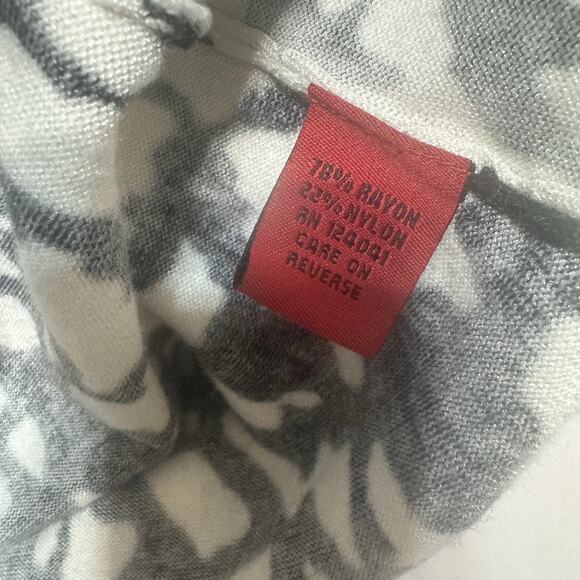 78% RAYON
22% NYLON
RN 124041
CARE ON
REVERSE